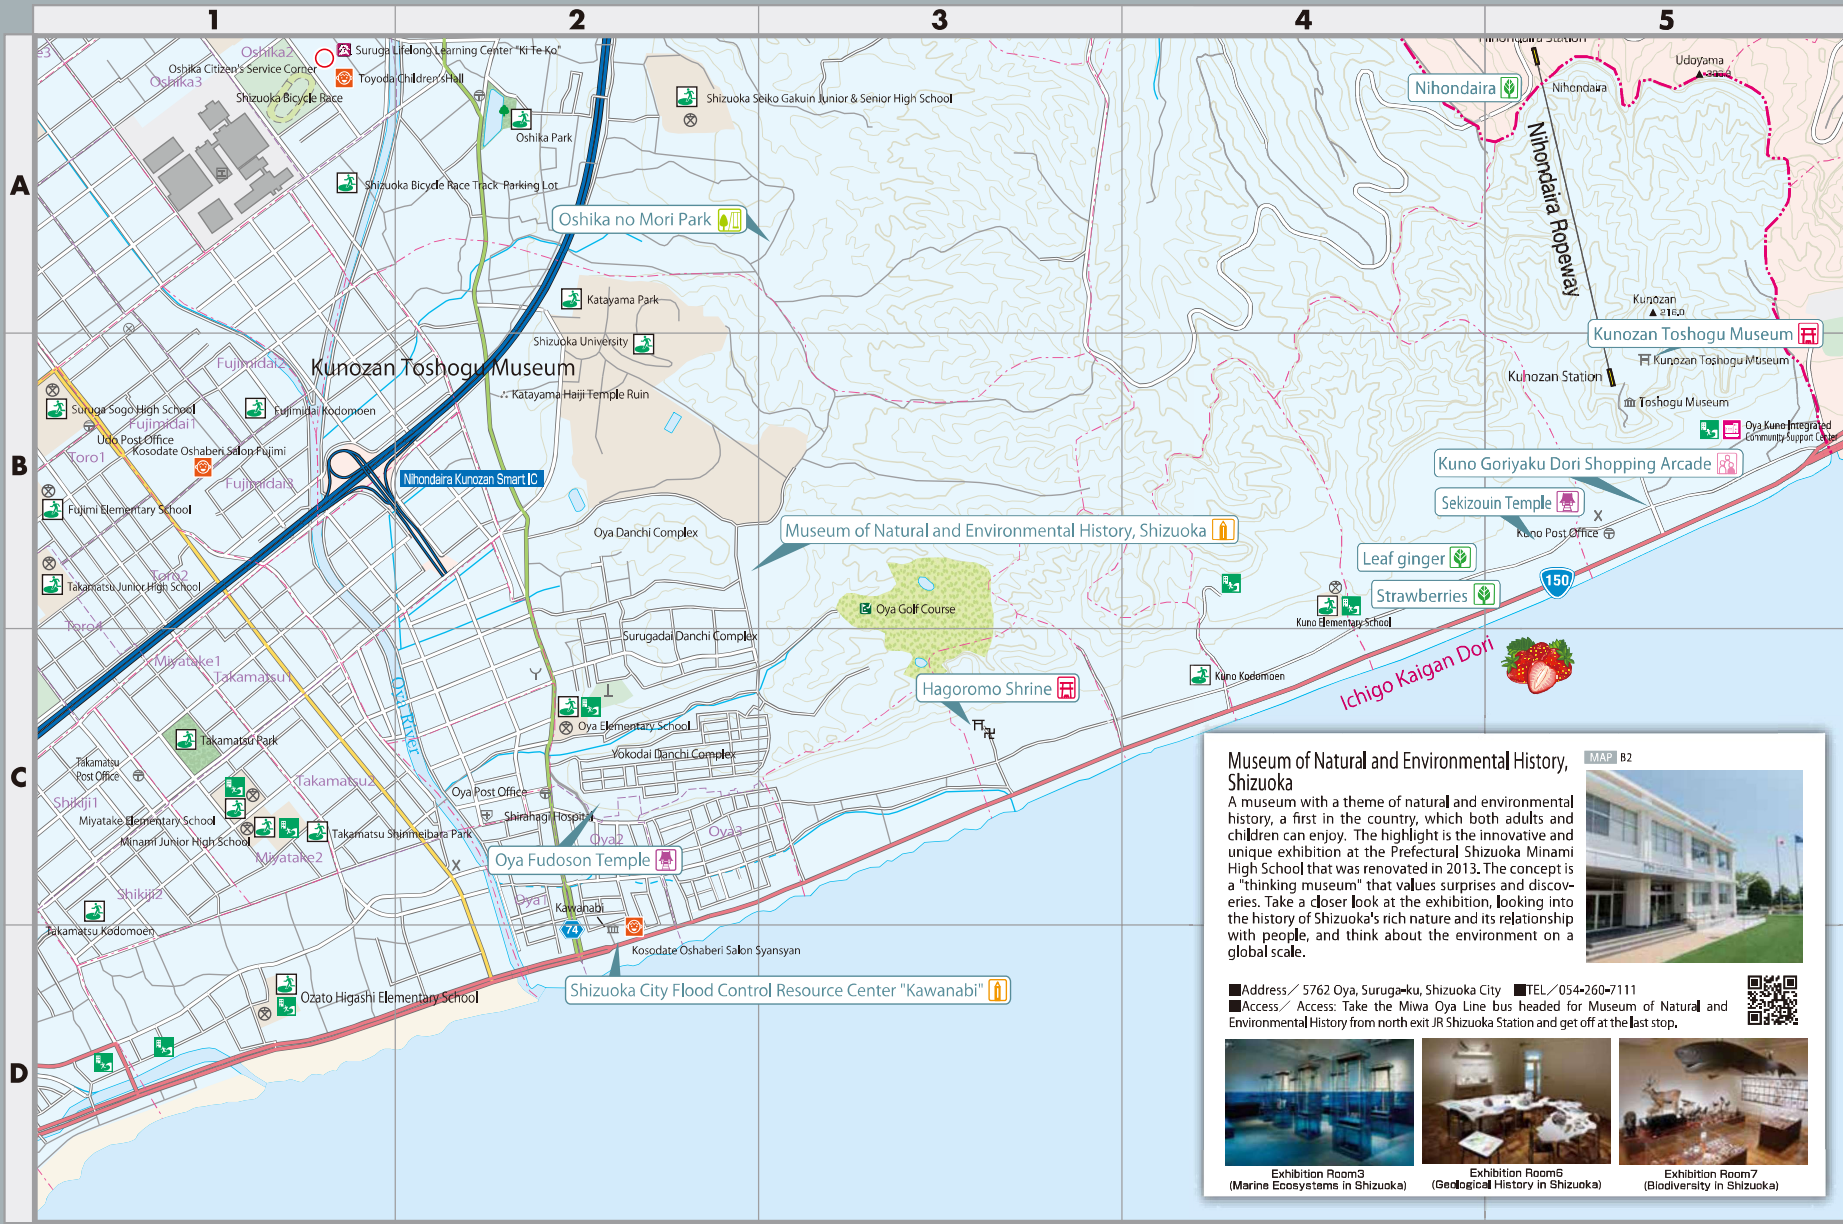 1
2
3
4
5
A
B
C
D
Oshika2
Suruga Lifelong Learning Center "Ki Te Ko"
Oshika Citizen's Service Corner
Toyoda Children'sHall
Oshika3
Shizuoka Bicycle Race
Shizuoka Seiko Gakuin Junior & Senior High School
Oshika Park
Shizuoka Bicycle Race Track Parking Lot
Oshika no Mori Park
Nihondaira Station
Nihondaira
Nihondaira
Udoyama
Nihondaira Ropeway
Katayama Park
Kunozan
▲ 216.0
Shizuoka University
Kunozan Toshogu Museum
Kunozan Toshogu Museum
Kunozan Toshogu Museum
Fujimidai2
Katayama Haiji Temple Ruin
Kunozan Station
Toshogu Museum
Suruga Sogo High School
Fujimidai Kodomoen
Fujimidai1
Udo Post Office
Kosodate Oshaberi Salon Fujimi
Toro1
Fujimidai3
Oya Kuno Integrated
Community Support Center
Nihondaira Kunozan Smart IC
Kuno Goriyaku Dori Shopping Arcade
Sekizouin Temple
Kuno Post Office
Fujimi Elementary School
Oya Danchi Complex
Museum of Natural and Environmental History, Shizuoka
Leaf ginger
Strawberries
150
Toro2
Takamatsu Junior High School
Oya Golf Course
Kuno Elementary School
Toro4
Surugadai Danchi Complex
Miyatake1
Takamatsu1
Oya River
Hagoromo Shrine
Kuno Kodomoen
Ichigo Kaigan Dori
Oya Elementary School
Takamatsu Park
Yokodai Danchi Complex
Takamatsu
Post Office
Takamatsu2
Oya Post Office
Shikiji1
Miyatake Elementary School
Shirahagi Hospital
Minami Junior High School
Takamatsu Shinmeibara Park
Oya2
Oya3
Miyatake2
Oya Fudoson Temple
Shikiji2
Oya1
Kawanabi
74
Takamatsu Kodomoen
Kosodate Oshaberi Salon Syansyan
Shizuoka City Flood Control Resource Center "Kawanabi"
Ozato Higashi Elementary School
Museum of Natural and Environmental History,
Shizuoka
MAP B2
A museum with a theme of natural and environmental
history, a first in the country, which both adults and
children can enjoy. The highlight is the innovative and
unique exhibition at the Prefectural Shizuoka Minami
High School that was renovated in 2013. The concept is
a "thinking museum" that values surprises and discov-
eries. Take a closer look at the exhibition, looking into
the history of Shizuoka's rich nature and its relationship
with people, and think about the environment on a
global scale.
■Address／ 5762 Oya, Suruga-ku, Shizuoka City ■TEL／054-260-7111
■Access／ Access: Take the Miwa Oya Line bus headed for Museum of Natural and
Environmental History from north exit JR Shizuoka Station and get off at the last stop.
Exhibition Room3
(Marine Ecosystems in Shizuoka)
Exhibition Room6
(Geological History in Shizuoka)
Exhibition Room7
(Biodiversity in Shizuoka)